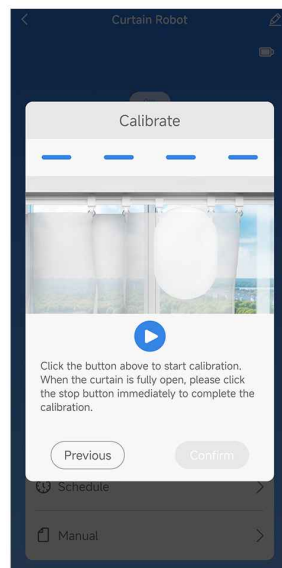 Curtain Robot
Calibrate
Click the button above to start calibration.
When the curtain is fully open, please click
the stop button immediately to complete the
calibration.
Previous
Confirm
Schedule
Manual